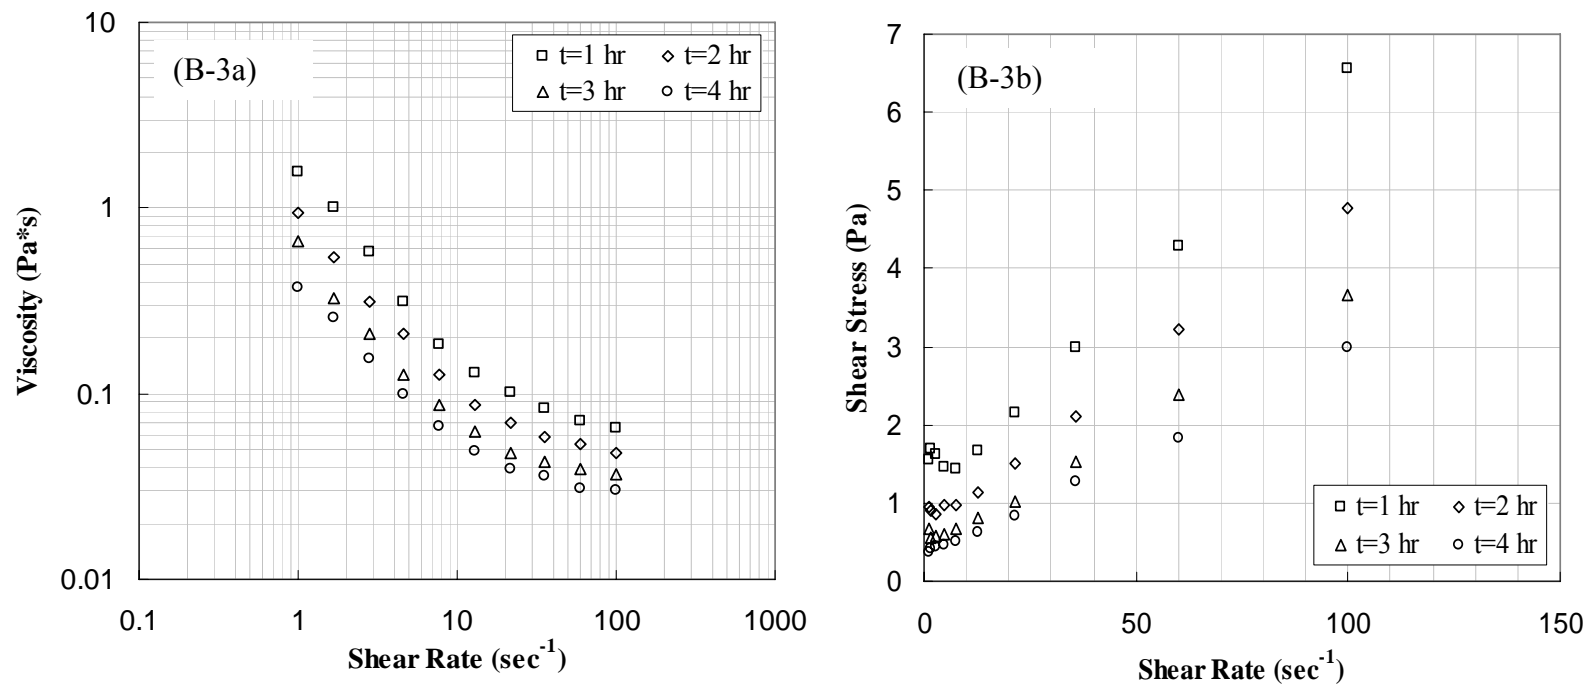 (B-3a)
t=1 hr t=2 hr
t=3 hr t=4 hr
10
1
0.1
0.01
Viscosity (Pa*s)
0.1 1 10 100 1000
Shear Rate (sec⁻¹)
(B-3b)
7
6
5
4
3
2
1
0
Shear Stress (Pa)
t=1 hr t=2 hr
t=3 hr t=4 hr
0 50 100 150
Shear Rate (sec⁻¹)